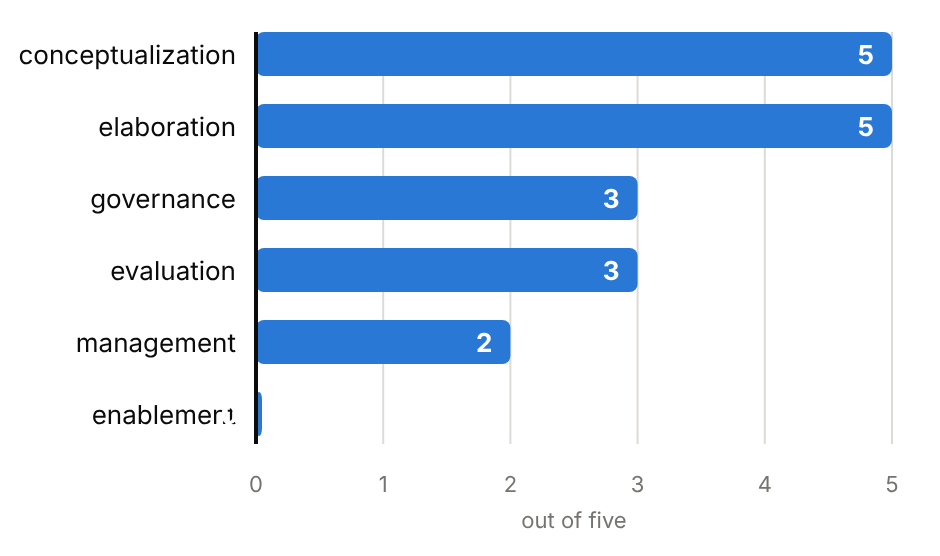 conceptualization 5
elaboration 5
governance 3
evaluation 3
management 2
enablement
0 1 2 3 4 5
out of five